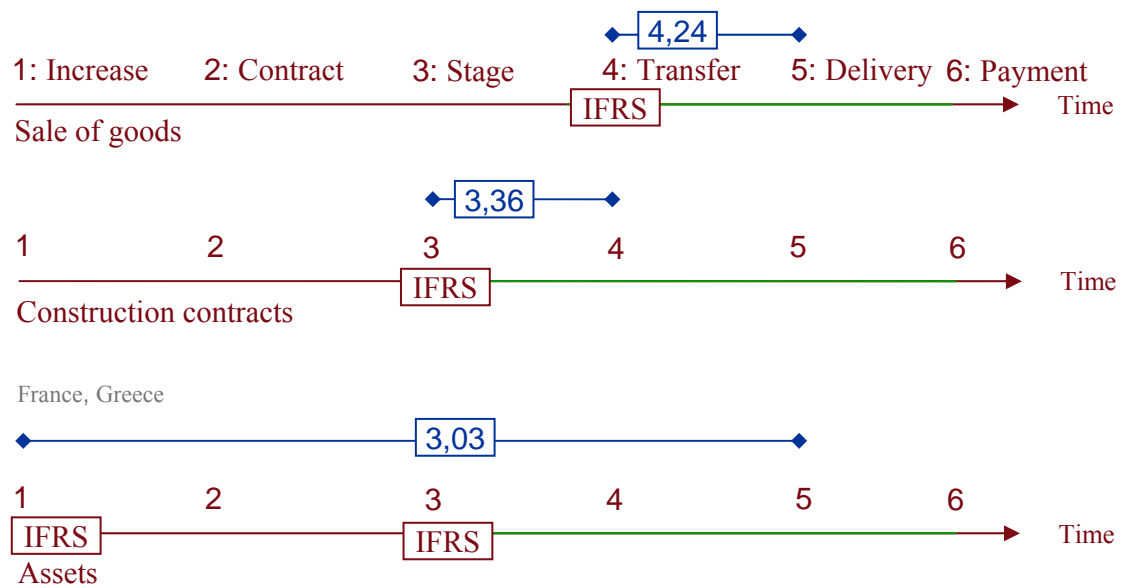 4,24
1: Increase 2: Contract 3: Stage 4: Transfer 5: Delivery 6: Payment
IFRS Time
Sale of goods
3,36
1 2 3 4 5 6
IFRS Time
Construction contracts
France, Greece
3,03
1 2 3 4 5 6
IFRS IFRS Time
Assets